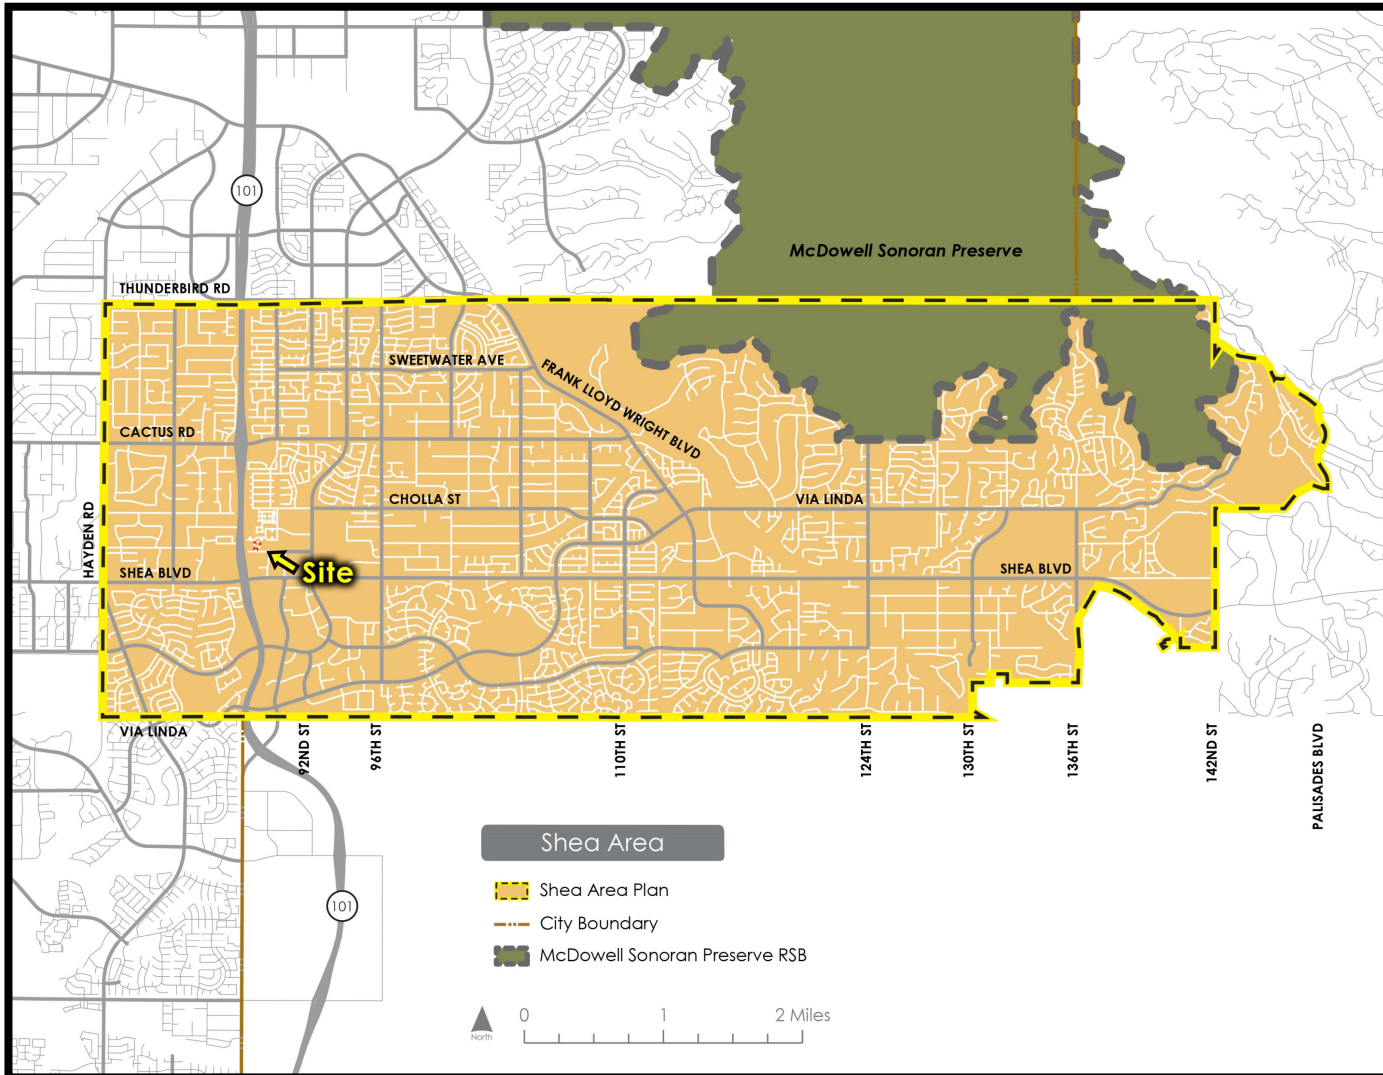 101
McDowell Sonoran Preserve
THUNDERBIRD RD
SWEETWATER AVE
FRANK LLOYD WRIGHT BLVD
CACTUS RD
CHOLLA ST
VIA LINDA
HAYDEN RD
SHEA BLVD
Site
SHEA BLVD
VIA LINDA
92ND ST
96TH ST
110TH ST
124TH ST
130TH ST
136TH ST
142ND ST
PALISADES BLVD
101
Shea Area
Shea Area Plan
City Boundary
McDowell Sonoran Preserve RSB
North
0 1 2 Miles